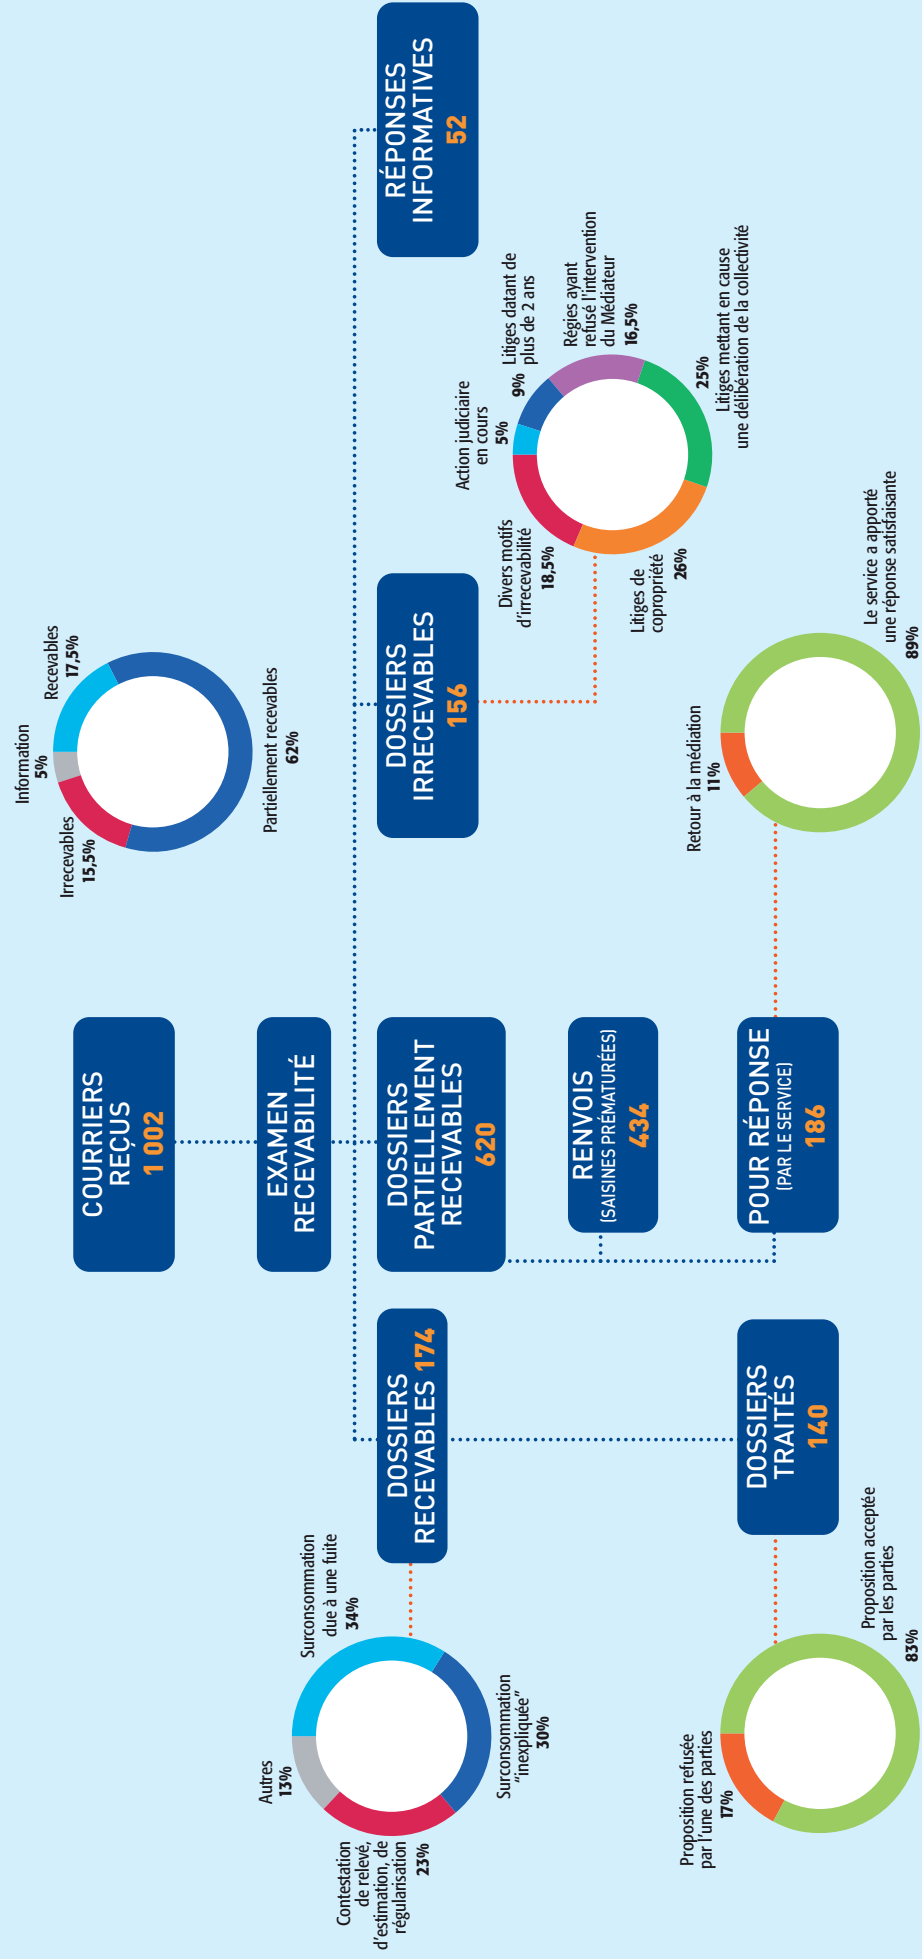 COURRIERS
REÇUS
1 002
Information
5%
Recevables
17,5%
Irrecevables
15,5%
Partiellement recevables
62%
EXAMEN
RECEVABILITÉ
DOSSIERS
RECEVABLES 174
DOSSIERS
PARTIELLEMENT
RECEVABLES
620
DOSSIERS
IRRECEVABLES
156
RÉPONSES
INFORMATIVES
52
Autres
13%
Surconsommation
due à une fuite
34%
Contestation
de relevé,
d'estimation, de
régularisation
23%
Surconsommation
"inexpliquée"
30%
RENVOIS
(SAISINES PRÉMATURÉES)
434
Action judiciaire
en cours
5%
Litiges datant de
plus de 2 ans
9%
Régies ayant
refusé l'intervention
du Médiateur
16,5%
Divers motifs
d'irrecevabilité
18,5%
Litiges de
copropriété
26%
25%
Litiges mettant en cause
une délibération de la collectivité
DOSSIERS
TRAITÉS
140
POUR RÉPONSE
(PAR LE SERVICE)
186
Proposition refusée
par l'une des parties
17%
Proposition acceptée
par les parties
83%
Retour à la médiation
11%
Le service a apporté
une réponse satisfaisante
89%